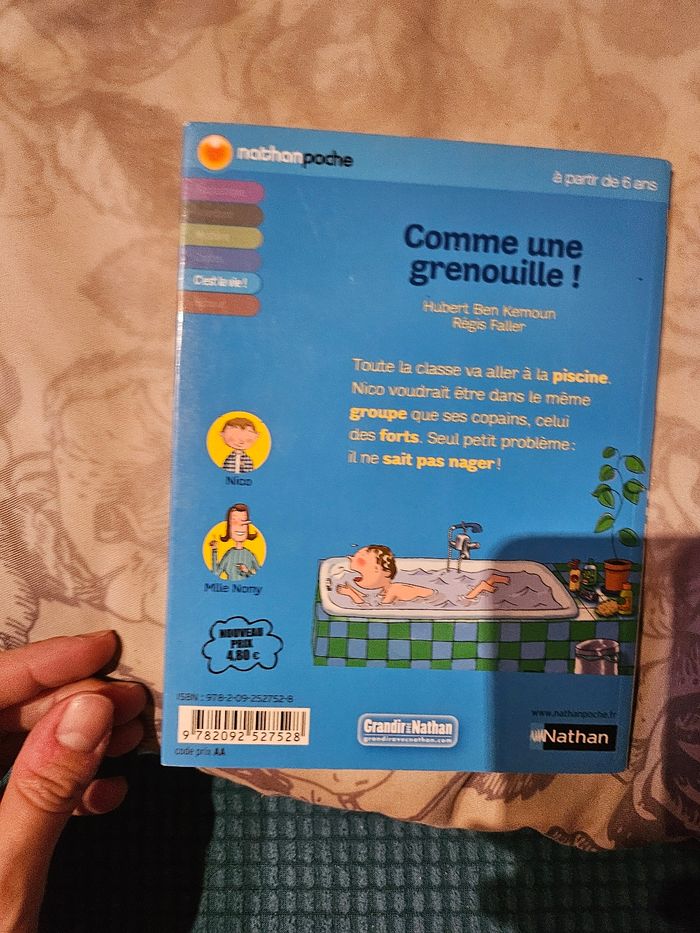 nathanpoche
à partir de 6 ans
C'est la vie !
Comme une
grenouille !
Hubert Ben Kemoun
Régis Faller
Toute la classe va aller à la piscine.
Nico voudrait être dans le même
groupe que ses copains, celui
des forts. Seul petit problème :
il ne sait pas nager !
Nico
Mlle Nony
NOUVEAU
PRIX
4,80 €
ISBN : 978-2-09-252752-8
9 782092 527528
code prix AA
Grandir avec Nathan
grandiravecnathan.com
www.nathanpoche.fr
Nathan